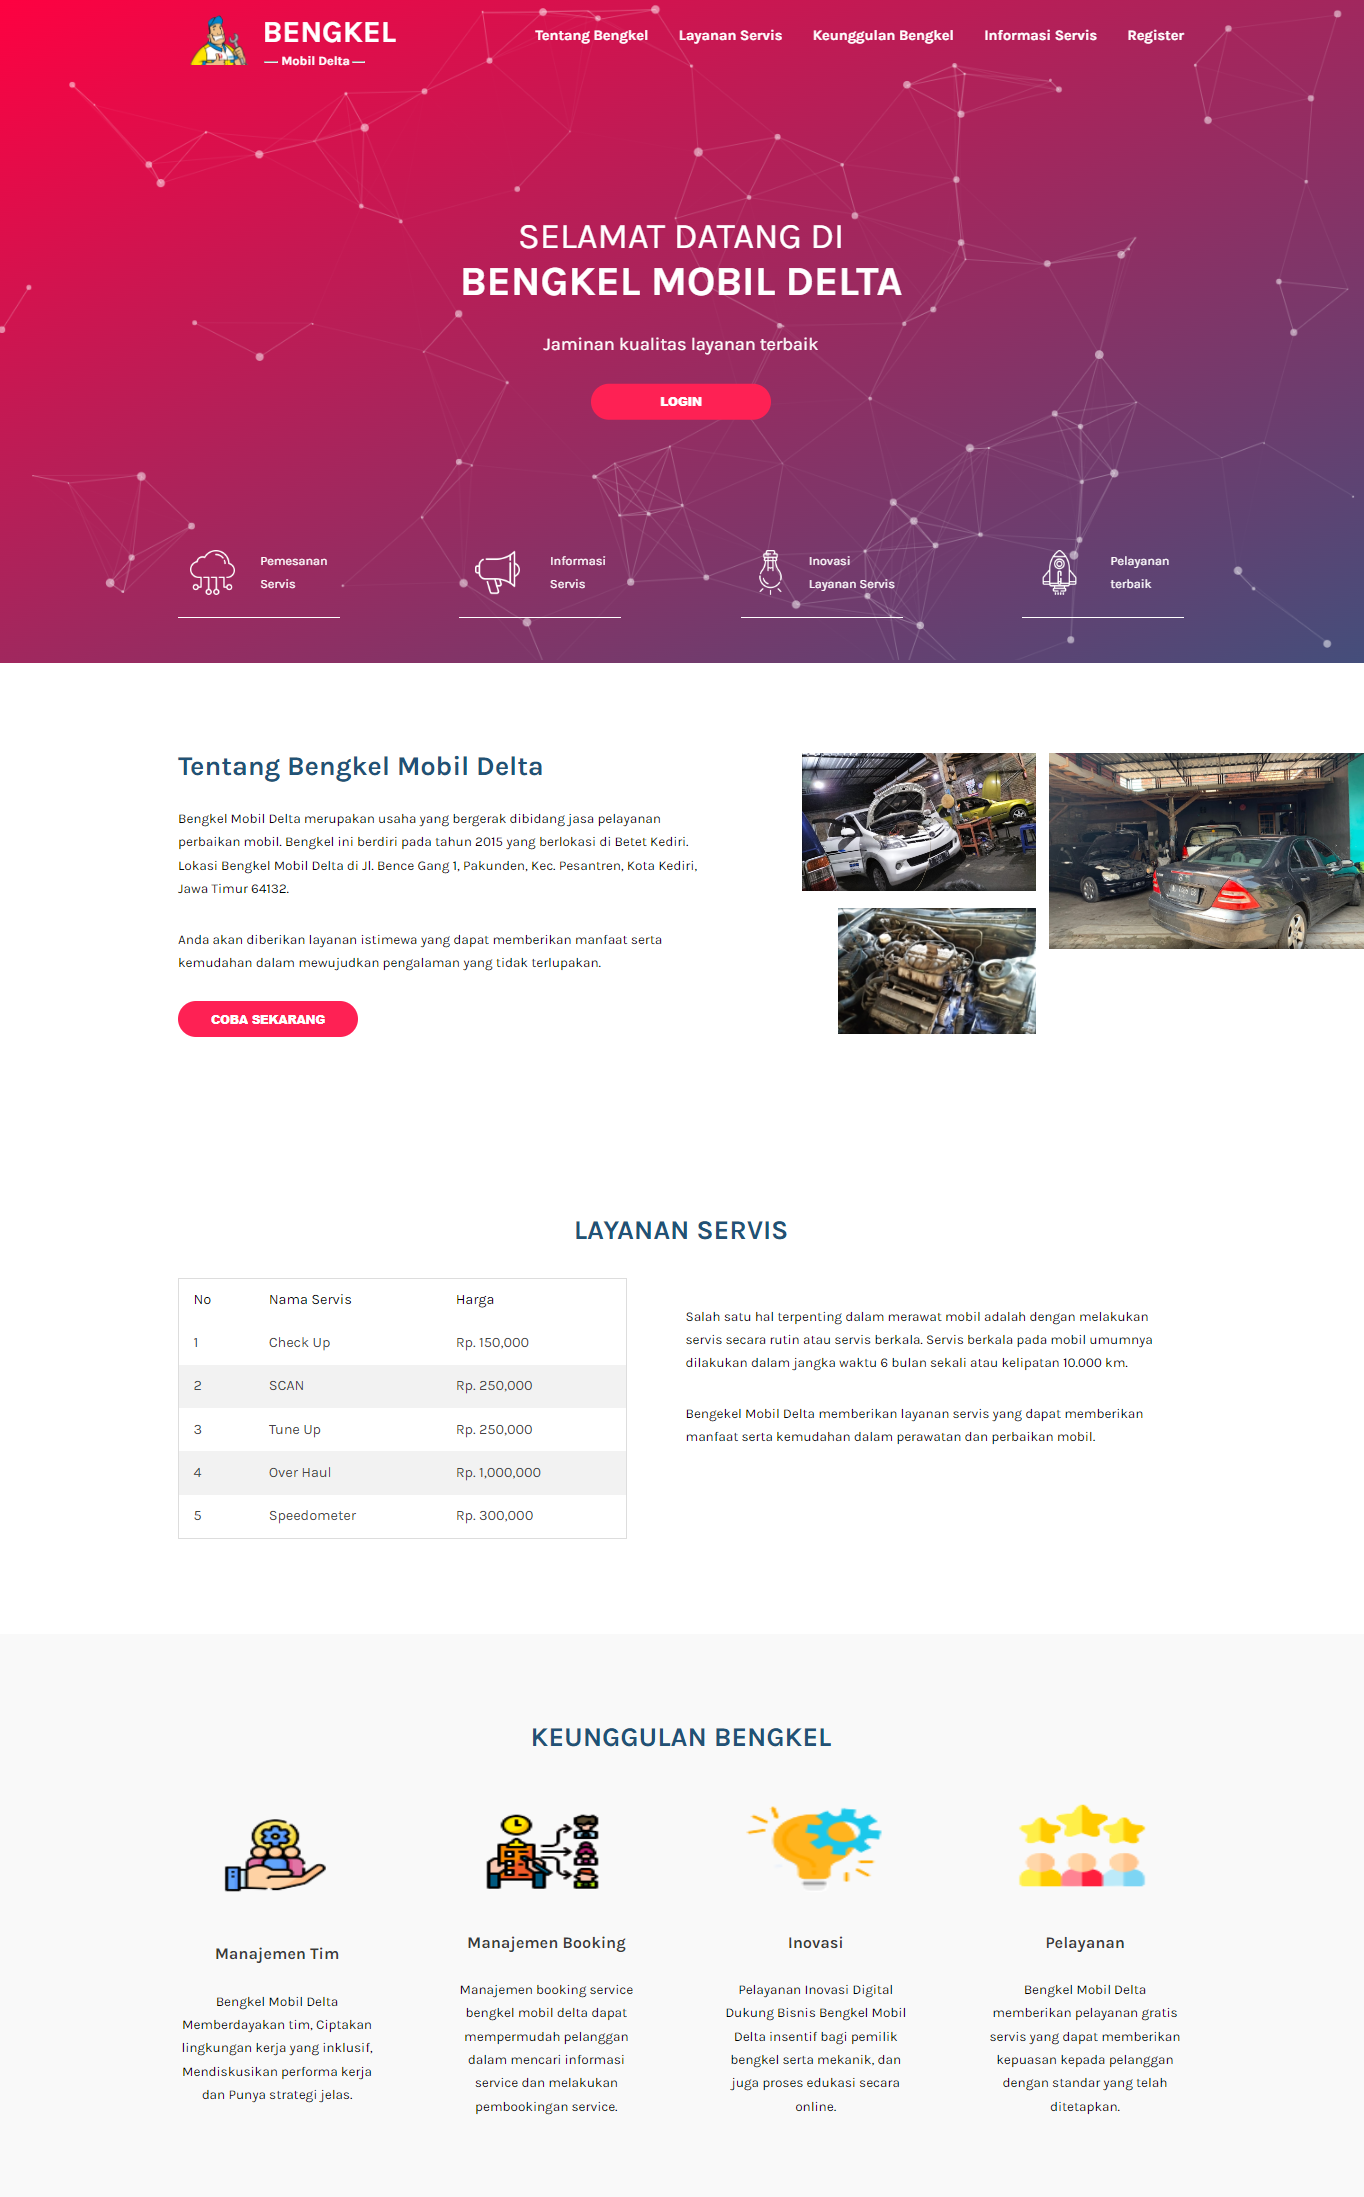 BENGKEL
— Mobil Delta —
Tentang Bengkel
Layanan Servis
Keunggulan Bengkel
Informasi Servis
Register
SELAMAT DATANG DI
BENGKEL MOBIL DELTA
Jaminan kualitas layanan terbaik
LOGIN
Pemesanan
Servis
Informasi
Servis
Inovasi
Layanan Servis
Pelayanan
terbaik
Tentang Bengkel Mobil Delta
Bengkel Mobil Delta merupakan usaha yang bergerak dibidang jasa pelayanan
perbaikan mobil. Bengkel ini berdiri pada tahun 2015 yang berlokasi di Betet Kediri.
Lokasi Bengkel Mobil Delta di Jl. Bence Gang 1, Pakunden, Kec. Pesantren, Kota Kediri,
Jawa Timur 64132.
Anda akan diberikan layanan istimewa yang dapat memberikan manfaat serta
kemudahan dalam mewujudkan pengalaman yang tidak terlupakan.
COBA SEKARANG
LAYANAN SERVIS
No Nama Servis Harga
1 Check Up Rp. 150,000
2 SCAN Rp. 250,000
3 Tune Up Rp. 250,000
4 Over Haul Rp. 1,000,000
5 Speedometer Rp. 300,000
Salah satu hal terpenting dalam merawat mobil adalah dengan melakukan
servis secara rutin atau servis berkala. Servis berkala pada mobil umumnya
dilakukan dalam jangka waktu 6 bulan sekali atau kelipatan 10.000 km.
Bengekel Mobil Delta memberikan layanan servis yang dapat memberikan
manfaat serta kemudahan dalam perawatan dan perbaikan mobil.
KEUNGGULAN BENGKEL
Manajemen Tim
Bengkel Mobil Delta
Memberdayakan tim, Ciptakan
lingkungan kerja yang inklusif,
Mendiskusikan performa kerja
dan Punya strategi jelas.
Manajemen Booking
Manajemen booking service
bengkel mobil delta dapat
mempermudah pelanggan
dalam mencari informasi
service dan melakukan
pembookingan service.
Inovasi
Pelayanan Inovasi Digital
Dukung Bisnis Bengkel Mobil
Delta insentif bagi pemilik
bengkel serta mekanik, dan
juga proses edukasi secara
online.
Pelayanan
Bengkel Mobil Delta
memberikan pelayanan gratis
servis yang dapat memberikan
kepuasan kepada pelanggan
dengan standar yang telah
ditetapkan.